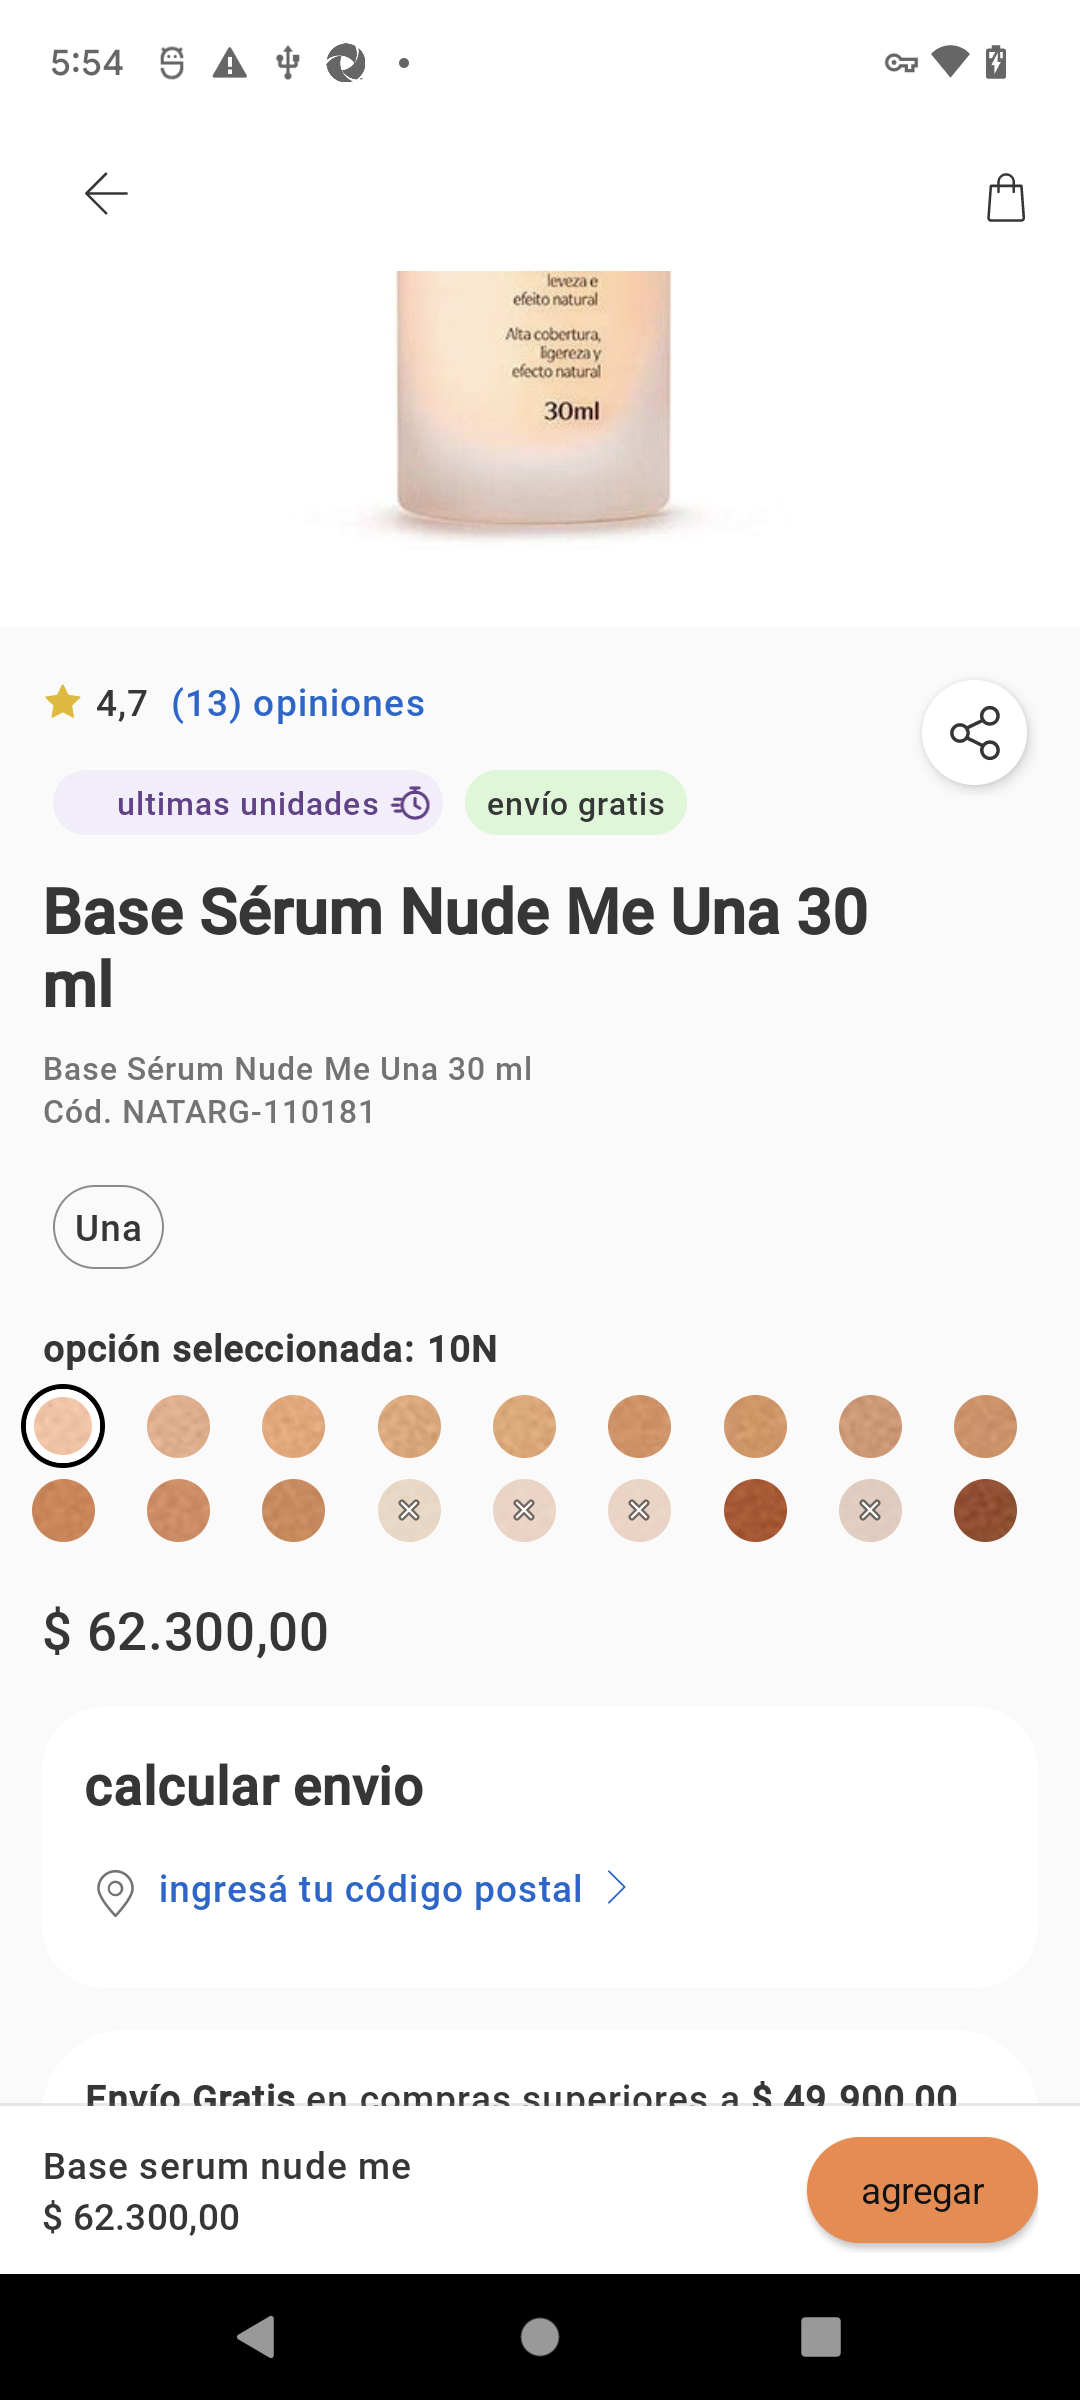 5:54
leveza e
efeito natural
Alta cobertura,
ligereza y
efecto natural
30ml
4,7 (13) opiniones
ultimas unidades
envío gratis
Base Sérum Nude Me Una 30
ml
Base Sérum Nude Me Una 30 ml
Cód. NATARG-110181
Una
opción seleccionada: 10N
$ 62.300,00
calcular envio
ingresá tu código postal
Envío Gratis en compras superiores a $ 49.900,00
Base serum nude me
$ 62.300,00
agregar